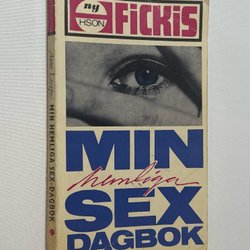 ny
HSON
FICKIS
MIN
hemliga
SEX
DAGBOK
MIN HEMLIGA SEX-DAGBOK